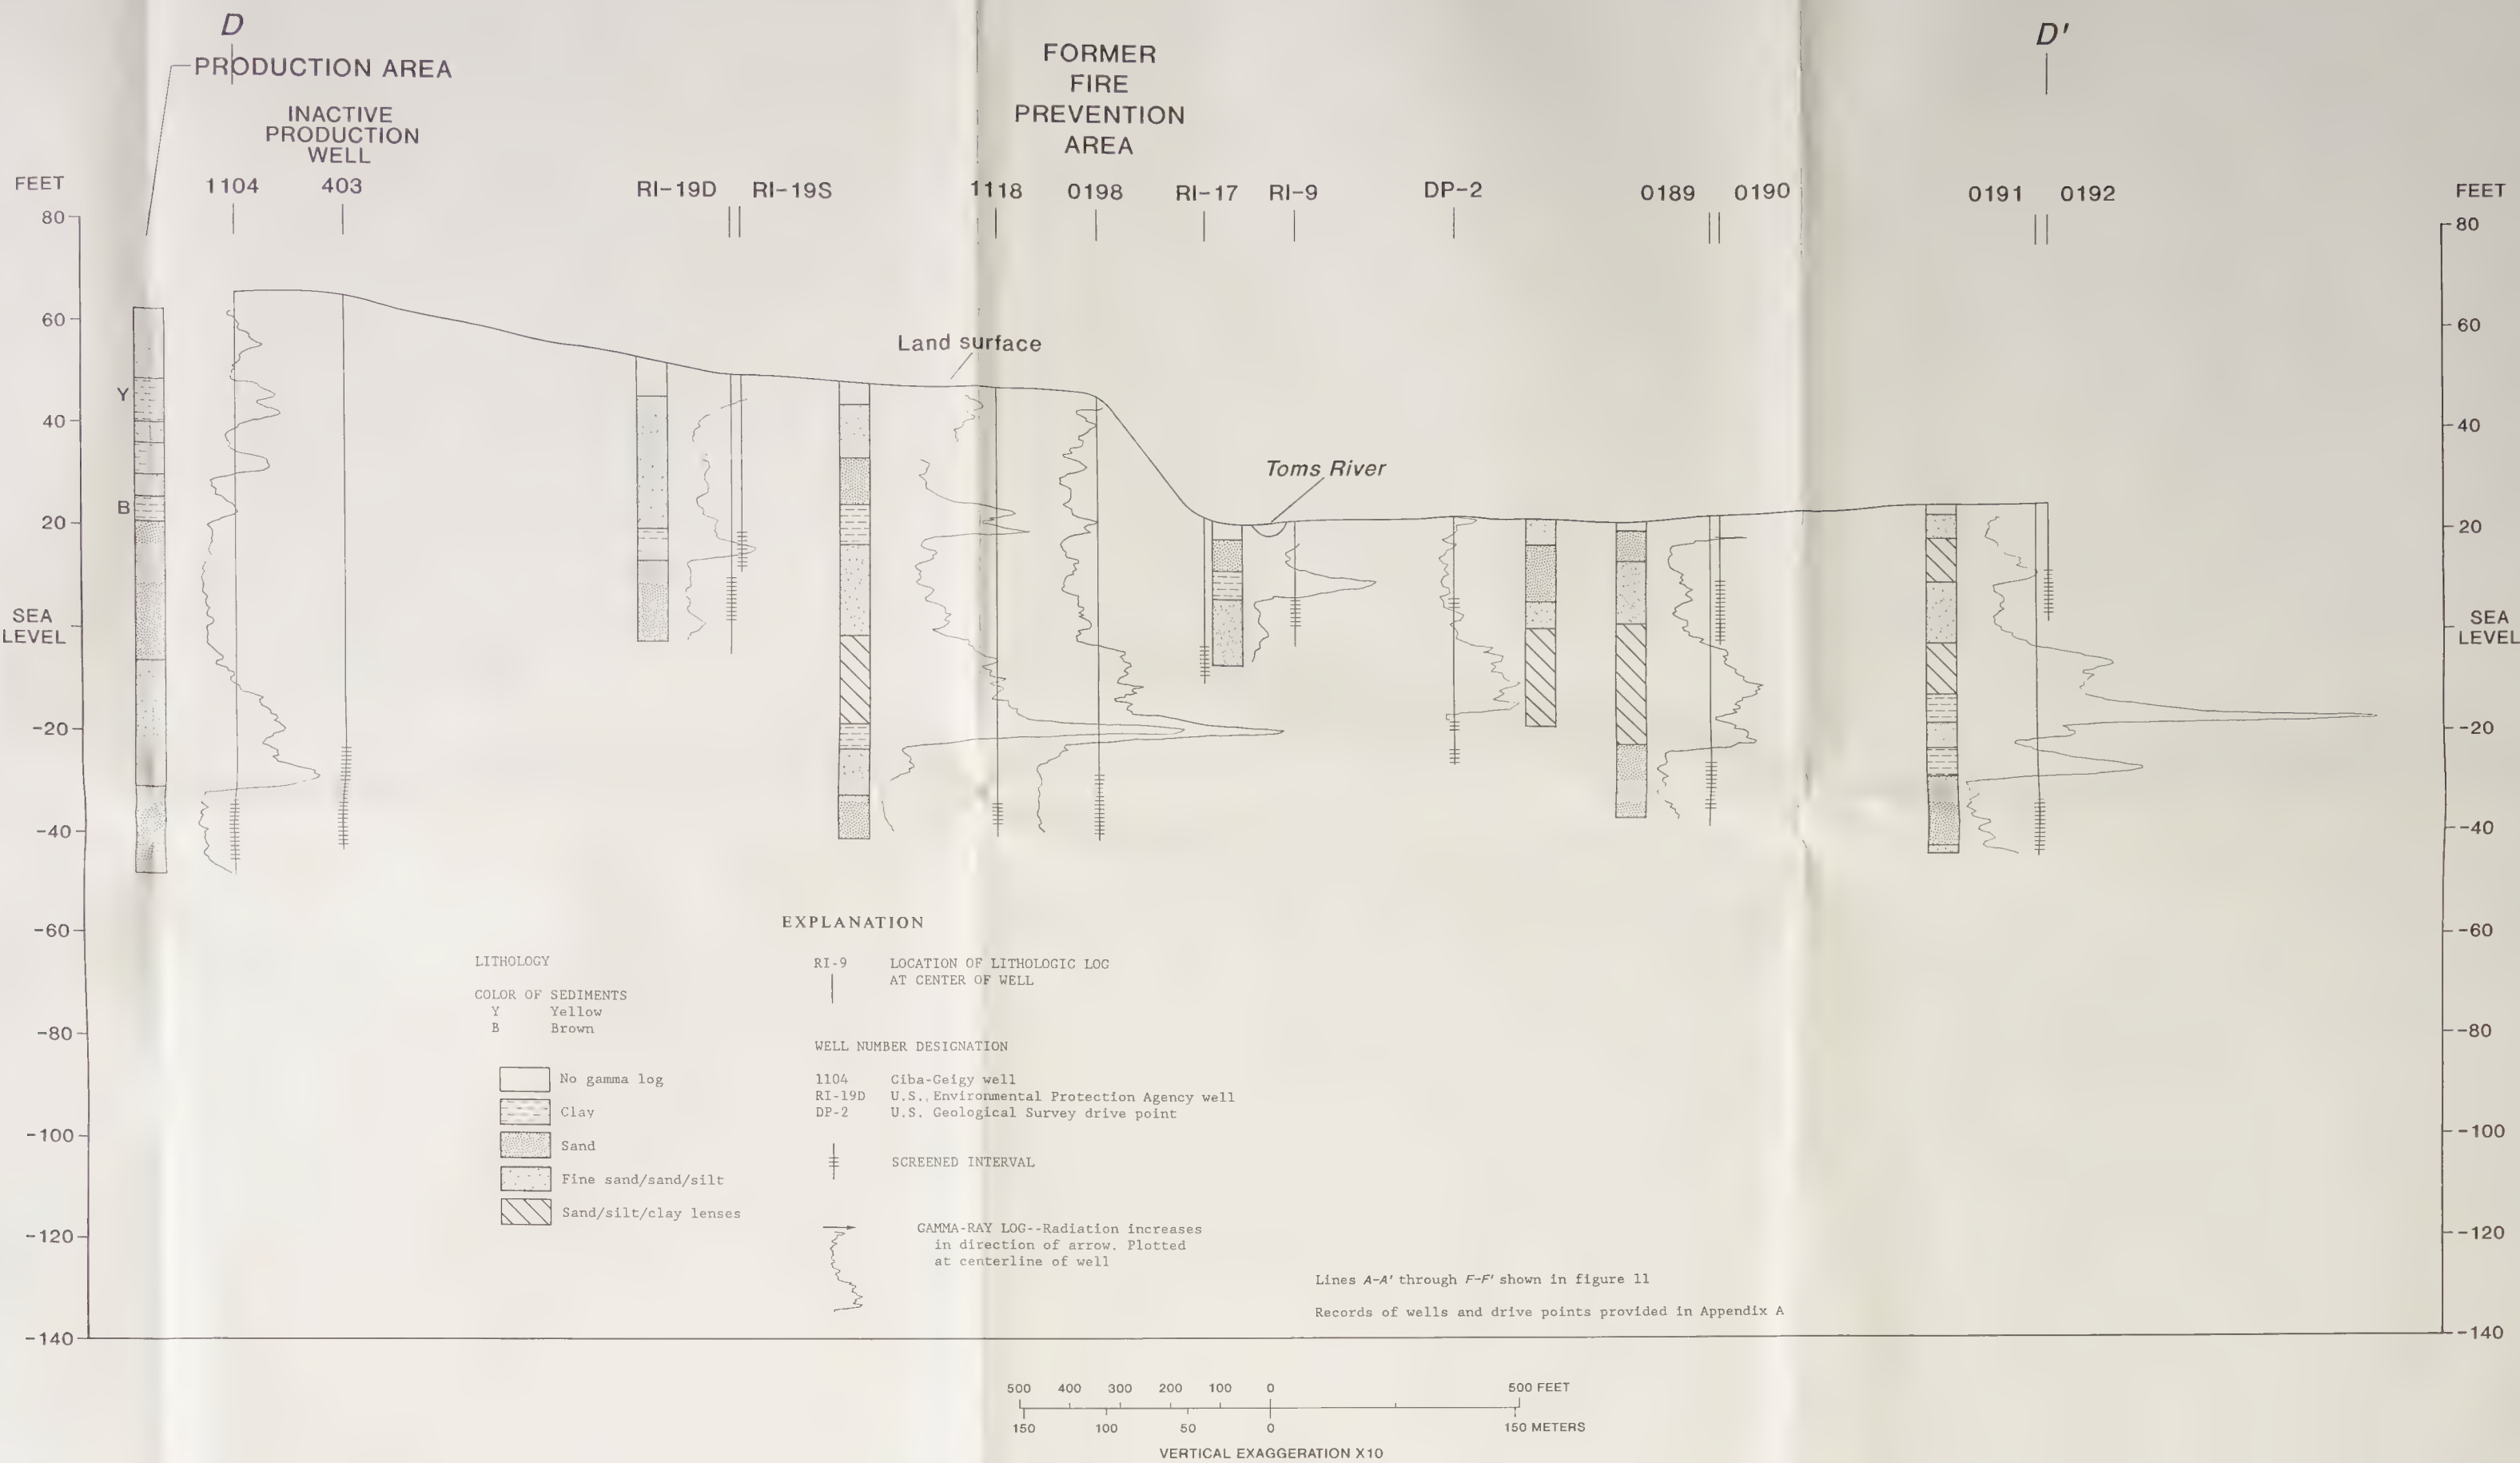 D
PRODUCTION AREA
INACTIVE
PRODUCTION
WELL
FORMER
FIRE
PREVENTION
AREA
D'
FEET
1104
403
RI-19D
RI-19S
1118
0198
RI-17
RI-9
DP-2
0189
0190
0191
0192
FEET
80
60
40
20
SEA
LEVEL
-20
-40
-60
-80
-100
-120
-140
Y
B
Land surface
Toms River
80
60
40
20
SEA
LEVEL
-20
-40
-60
-80
-100
-120
-140
EXPLANATION
LITHOLOGY
COLOR OF SEDIMENTS
Y Yellow
B Brown
No gamma log
Clay
Sand
Fine sand/sand/silt
Sand/silt/clay lenses
RI-9 LOCATION OF LITHOLOGIC LOG
AT CENTER OF WELL
WELL NUMBER DESIGNATION
1104 Ciba-Geigy well
RI-19D U.S. Environmental Protection Agency well
DP-2 U.S. Geological Survey drive point
SCREENED INTERVAL
GAMMA-RAY LOG--Radiation increases
in direction of arrow. Plotted
at centerline of well
Lines A-A' through F-F' shown in figure 11
Records of wells and drive points provided in Appendix A
500 400 300 200 100 0 500 FEET
150 100 50 0 150 METERS
VERTICAL EXAGGERATION X10